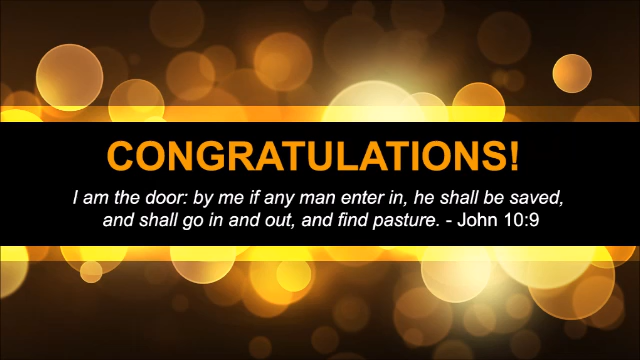 CONGRATULATIONS!
I am the door: by me if any man enter in, he shall be saved,
and shall go in and out, and find pasture. - John 10:9